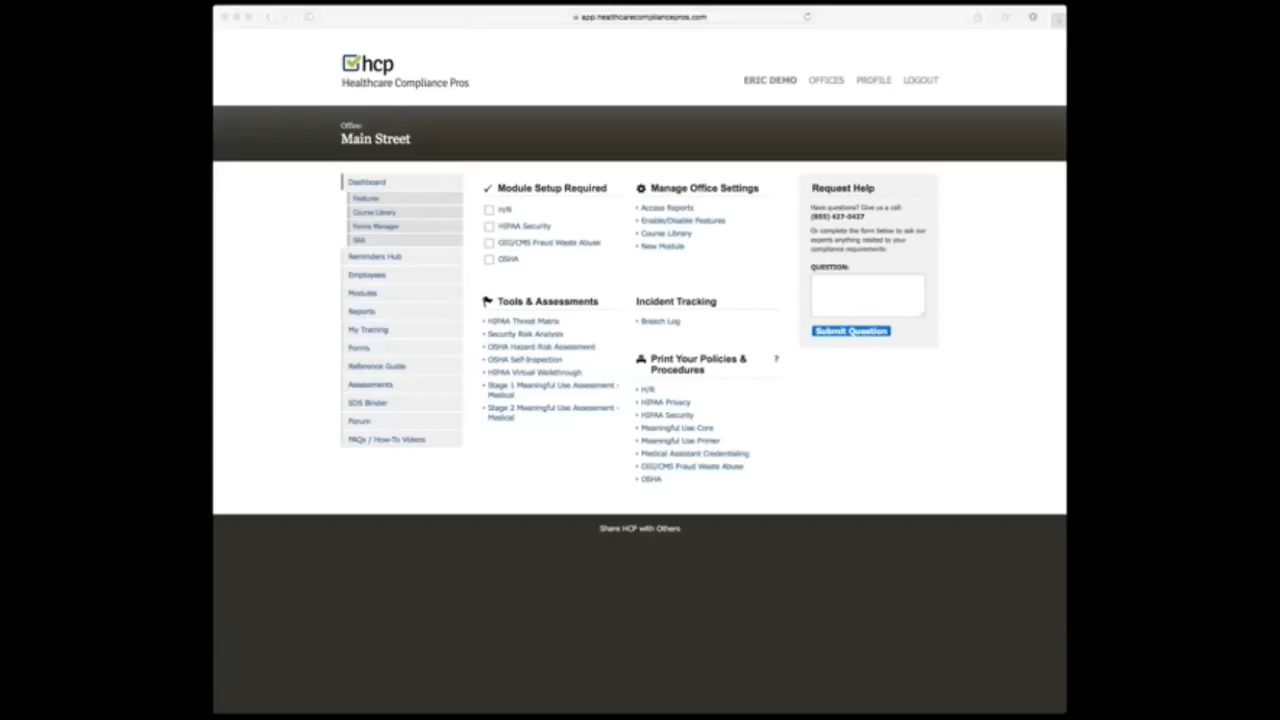 app.healthcarecompliancepros.com
hcp
Healthcare Compliance Pros
ERIC DEMO OFFICES PROFILE LOGOUT
Office:
Main Street
Dashboard
Features
Course Library
Forms Manager
SRA
Reminders Hub
Employees
Modules
Reports
My Training
Forms
Reference Guide
Assessments
SDS Binder
Forum
FAQs / How-To Videos
Module Setup Required
H/R
HIPAA Security
OIG/CMS Fraud Waste Abuse
OSHA
Tools & Assessments
HIPAA Threat Matrix
Security Risk Analysis
OSHA Hazard Risk Assessment
OSHA Self-Inspection
HIPAA Virtual Walkthrough
Stage 1 Meaningful Use Assessment -
Medical
Stage 2 Meaningful Use Assessment -
Medical
Manage Office Settings
Access Reports
Enable/Disable Features
Course Library
New Module
Incident Tracking
Breach Log
Print Your Policies & ?
Procedures
H/R
HIPAA Privacy
HIPAA Security
Meaningful Use Core
Meaningful Use Primer
Medical Assistant Credentialing
OIG/CMS Fraud Waste Abuse
OSHA
Request Help
Have questions? Give us a call:
(855) 427-0427
Or complete the form below to ask our
experts anything related to your
compliance requirements:
QUESTION:
Submit Question
Share HCP with Others